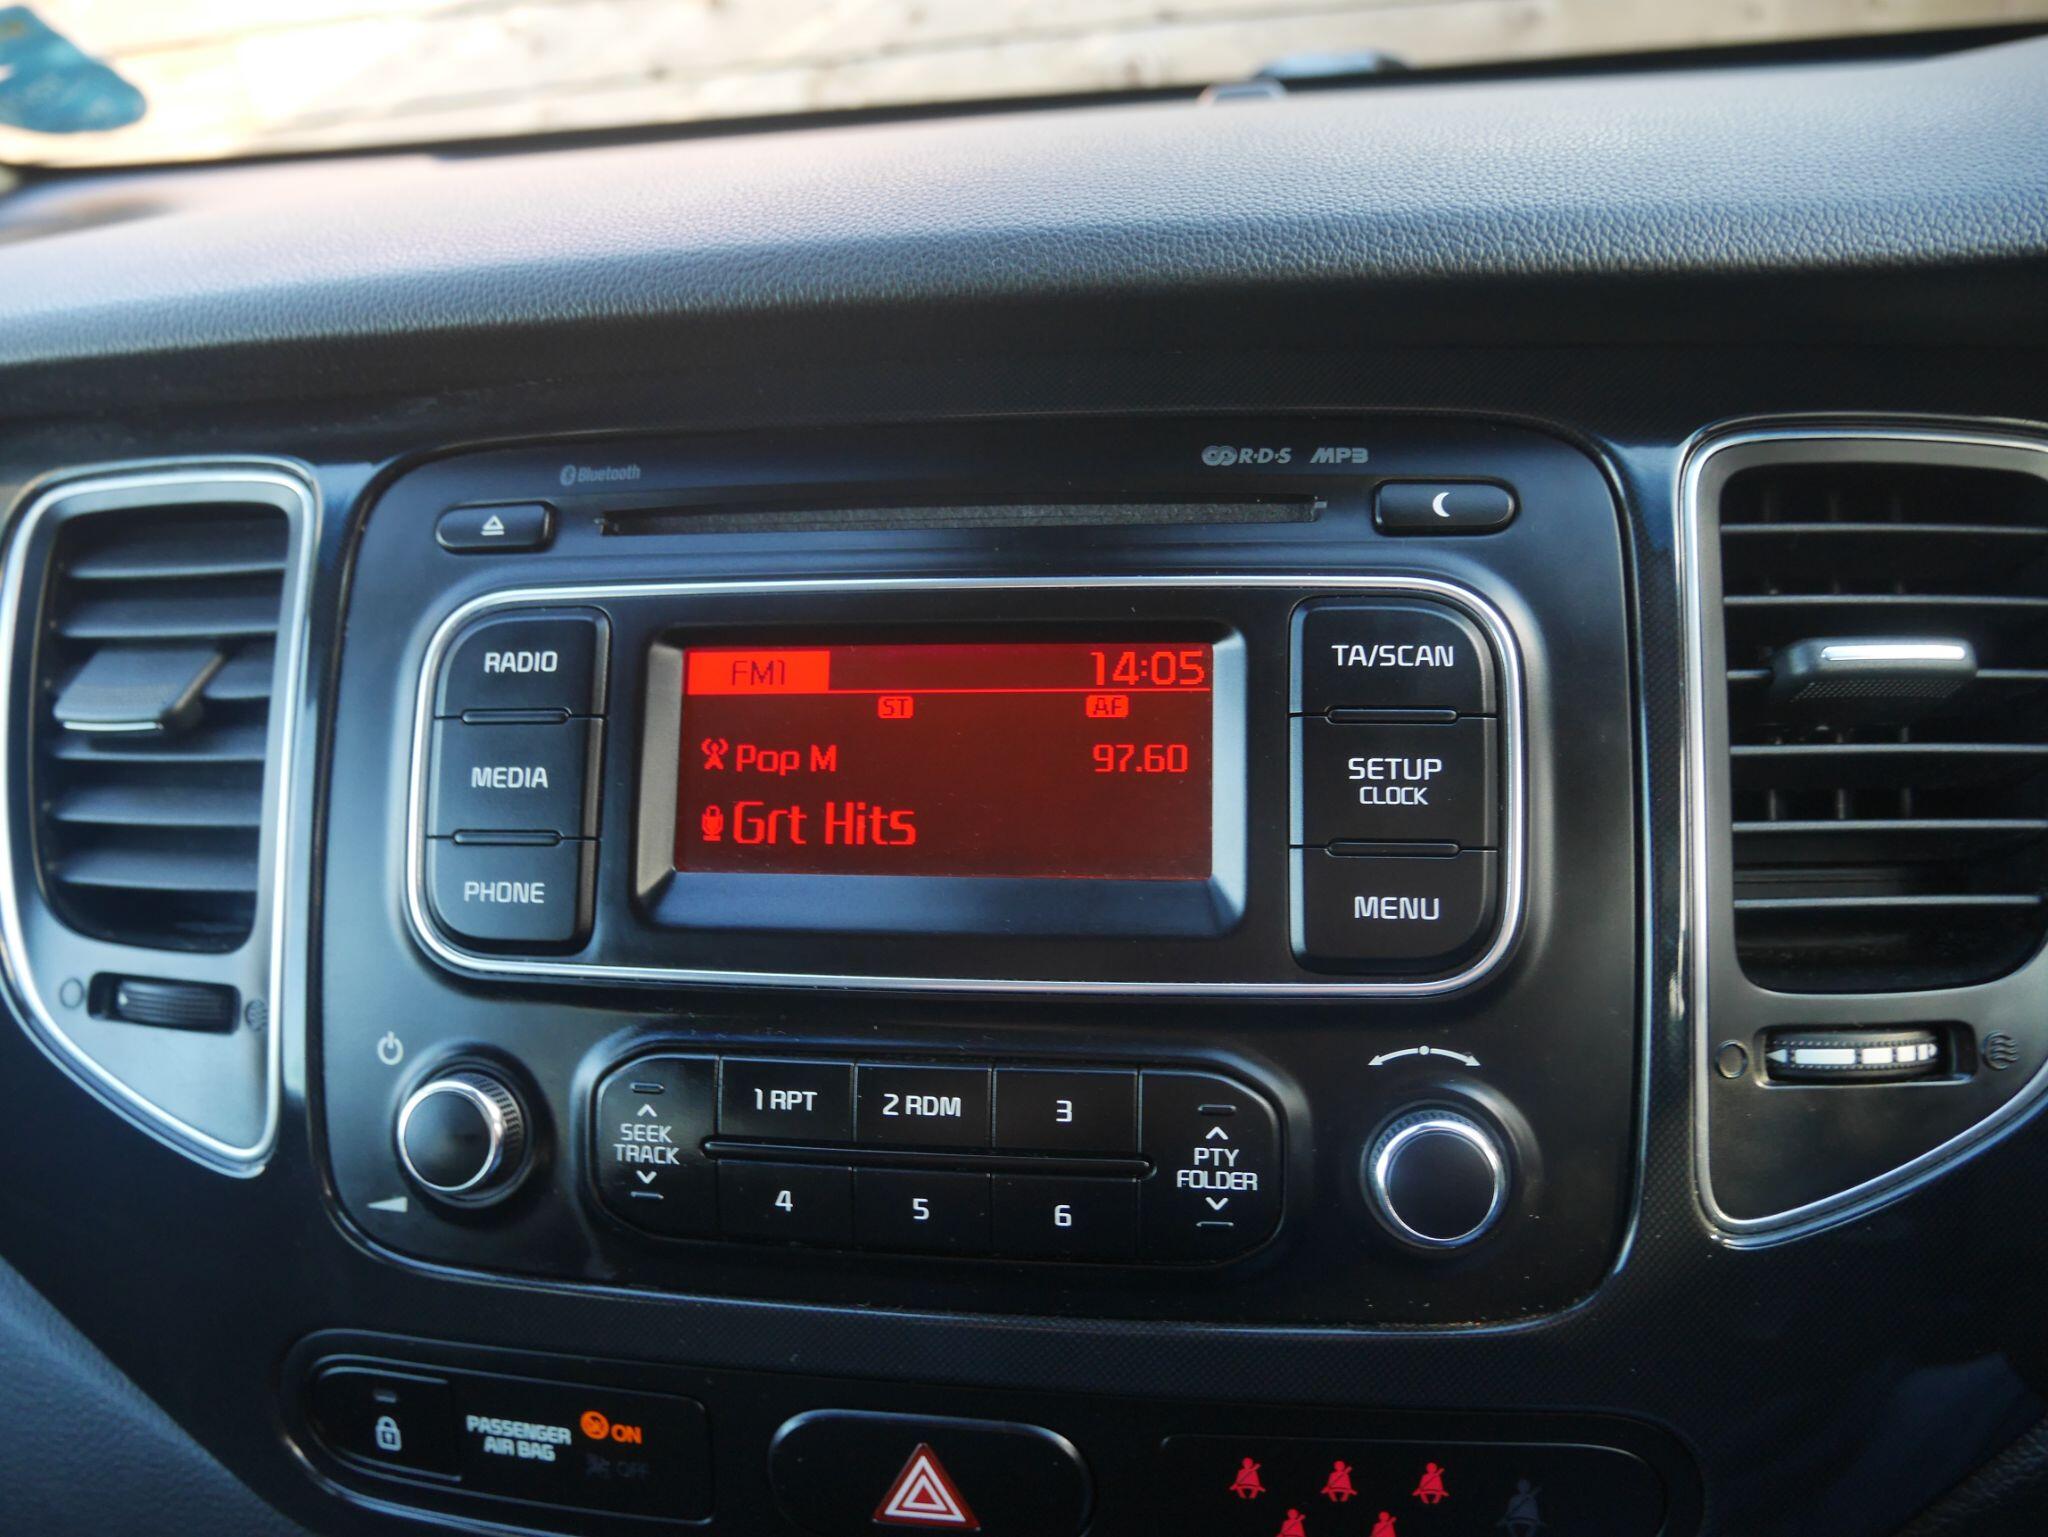 Bluetooth
R·D·S MP3
RADIO
MEDIA
PHONE
FM1 14:05
ST AF
Pop M 97.60
Grt Hits
TA/SCAN
SETUP
CLOCK
MENU
SEEK
TRACK
1 RPT 2 RDM 3
4 5 6
PTY
FOLDER
PASSENGER
AIR BAG
ON
OFF